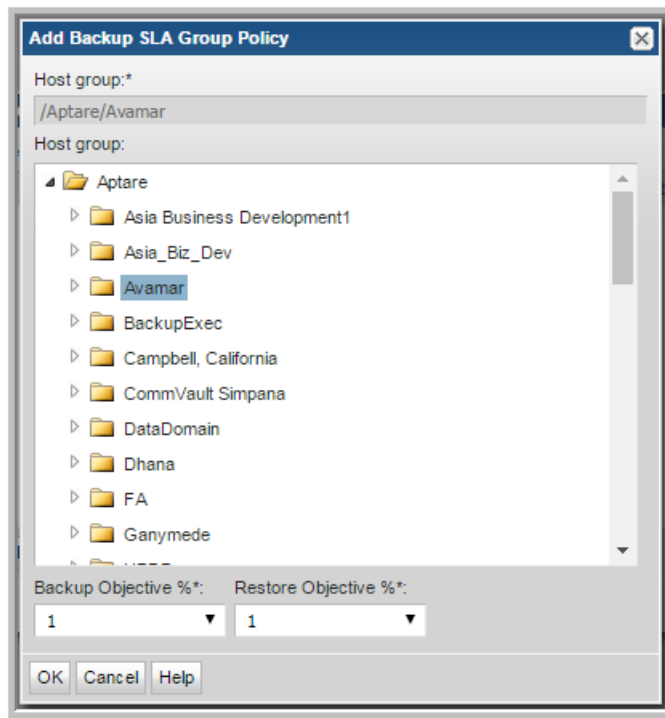 Add Backup SLA Group Policy
Host group:*
/Aptare/Avamar
Host group:
Aptare
Asia Business Development1
Asia_Biz_Dev
Avamar
BackupExec
Campbell, California
CommVault Simpana
DataDomain
Dhana
FA
Ganymede
Backup Objective %*: Restore Objective %*:
1 1
OK Cancel Help